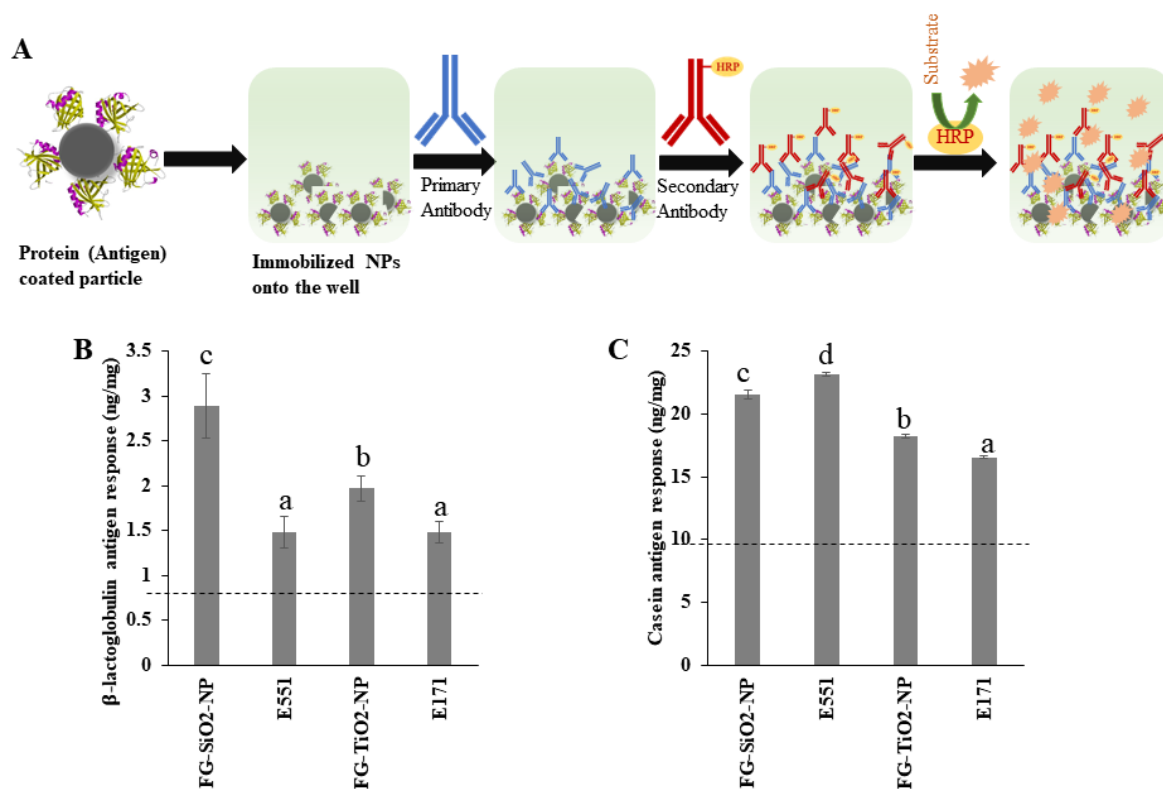 A
Protein (Antigen)
coated particle
Immobilized NPs
onto the well
Primary
Antibody
HRP
Secondary
Antibody
Substrate
HRP
B
β-lactoglobulin antigen response (ng/mg)
3.5
3
2.5
2
1.5
1
0.5
0
c
a
b
a
FG-SiO2-NP
E551
FG-TiO2-NP
E171
C
Casein antigen response (ng/mg)
25
20
15
10
5
0
c
d
b
a
FG-SiO2-NP
E551
FG-TiO2-NP
E171